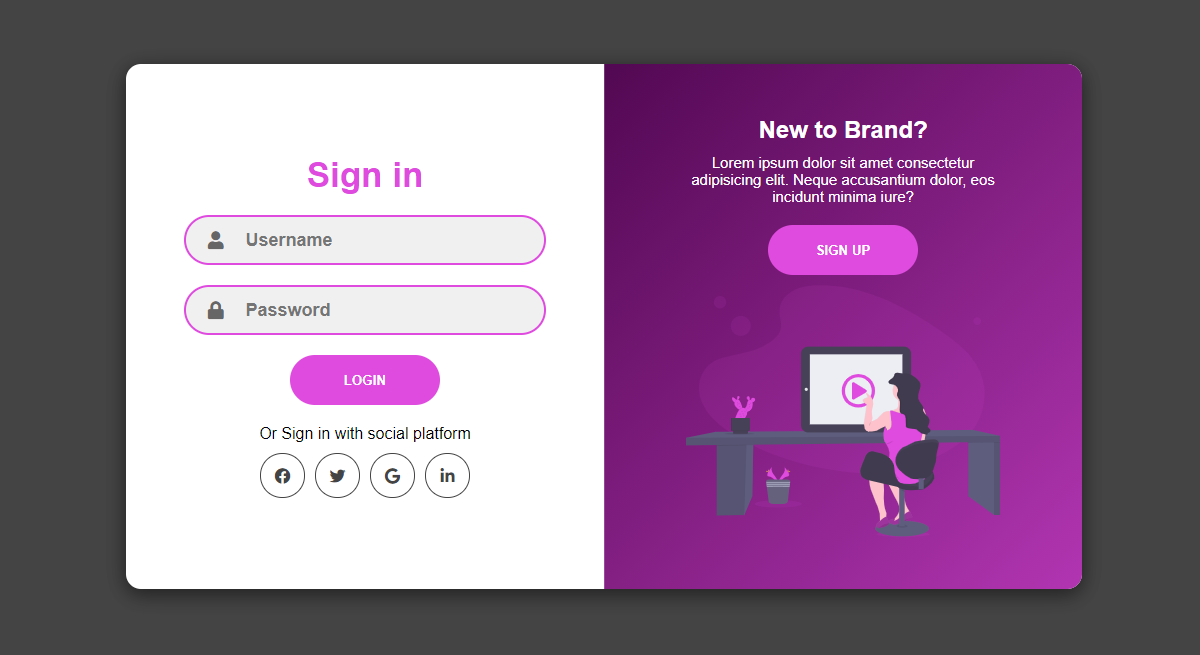 Sign in
Username
Password
LOGIN
Or Sign in with social platform
New to Brand?
Lorem ipsum dolor sit amet consectetur
adipisicing elit. Neque accusantium dolor, eos
incidunt minima iure?
SIGN UP